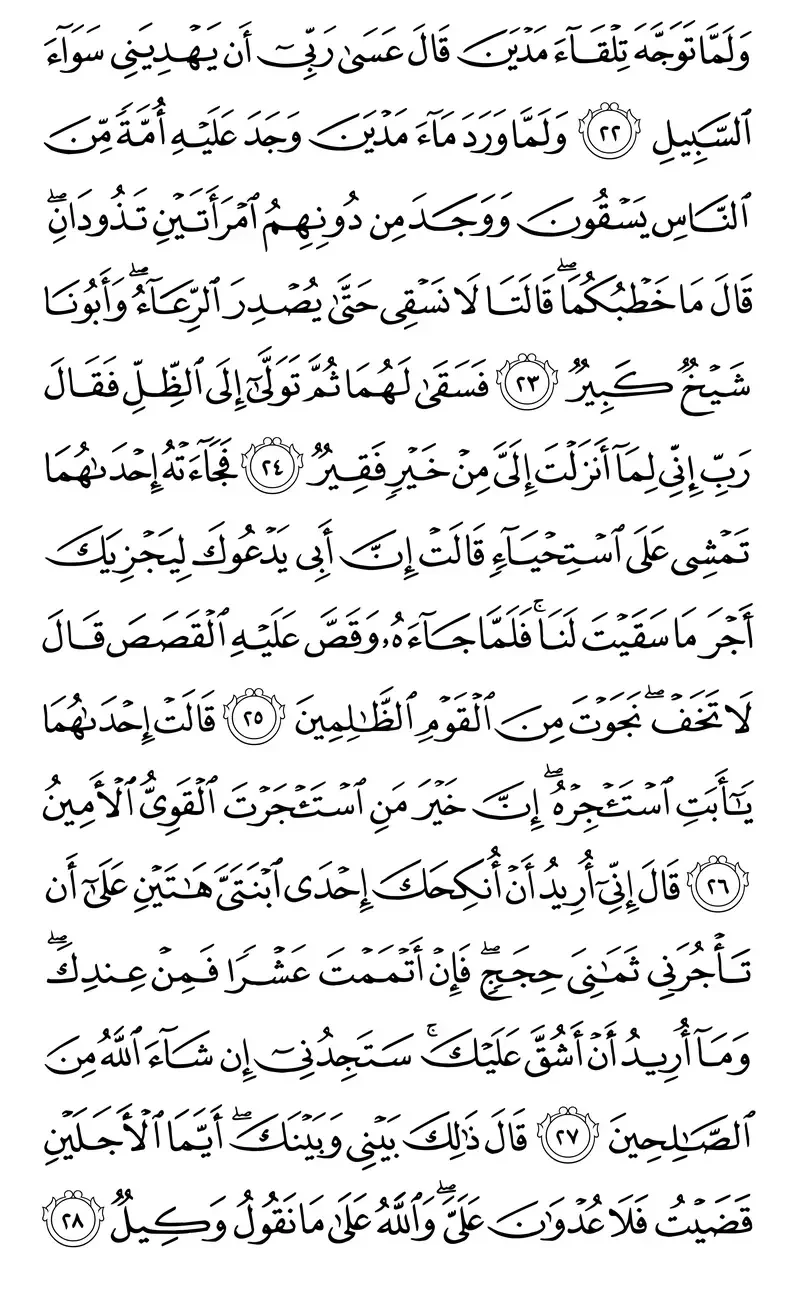 وَلَمَّا تَوَجَّهَ تِلْقَآءَ مَدْيَنَ قَالَ عَسَىٰ رَبِّىٓ أَن يَهْدِيَنِى سَوَآءَ
ٱلسَّبِيلِ ٢٢ وَلَمَّا وَرَدَ مَآءَ مَدْيَنَ وَجَدَ عَلَيْهِ أُمَّةً مِّنَ
ٱلنَّاسِ يَسْقُونَ وَوَجَدَ مِن دُونِهِمُ ٱمْرَأَتَيْنِ تَذُودَانِۖ
قَالَ مَا خَطْبُكُمَاۖ قَالَتَا لَا نَسْقِى حَتَّىٰ يُصْدِرَ ٱلرِّعَآءُۖ وَأَبُونَا
شَيْخٌ كَبِيرٌ ٢٣ فَسَقَىٰ لَهُمَا ثُمَّ تَوَلَّىٰٓ إِلَى ٱلظِّلِّ فَقَالَ
رَبِّ إِنِّى لِمَآ أَنزَلْتَ إِلَىَّ مِنْ خَيْرٍ فَقِيرٌ ٢٤ فَجَآءَتْهُ إِحْدَىٰهُمَا
تَمْشِى عَلَى ٱسْتِحْيَآءٍ قَالَتْ إِنَّ أَبِى يَدْعُوكَ لِيَجْزِيَكَ
أَجْرَ مَا سَقَيْتَ لَنَاۚ فَلَمَّا جَآءَهُۥ وَقَصَّ عَلَيْهِ ٱلْقَصَصَ قَالَ
لَا تَخَفْۖ نَجَوْتَ مِنَ ٱلْقَوْمِ ٱلظَّـٰلِمِينَ ٢٥ قَالَتْ إِحْدَىٰهُمَا
يَـٰٓأَبَتِ ٱسْتَـْٔجِرْهُۖ إِنَّ خَيْرَ مَنِ ٱسْتَـْٔجَرْتَ ٱلْقَوِىُّ ٱلْأَمِينُ
٢٦ قَالَ إِنِّىٓ أُرِيدُ أَنْ أُنكِحَكَ إِحْدَى ٱبْنَتَىَّ هَـٰتَيْنِ عَلَىٰٓ أَن
تَأْجُرَنِى ثَمَـٰنِىَ حِجَجٍۖ فَإِنْ أَتْمَمْتَ عَشْرًا فَمِنْ عِندِكَۖ
وَمَآ أُرِيدُ أَنْ أَشُقَّ عَلَيْكَۚ سَتَجِدُنِىٓ إِن شَآءَ ٱللَّهُ مِنَ
ٱلصَّـٰلِحِينَ ٢٧ قَالَ ذَٰلِكَ بَيْنِى وَبَيْنَكَۖ أَيَّمَا ٱلْأَجَلَيْنِ
قَضَيْتُ فَلَا عُدْوَٰنَ عَلَىَّۖ وَٱللَّهُ عَلَىٰ مَا نَقُولُ وَكِيلٌ ٢٨